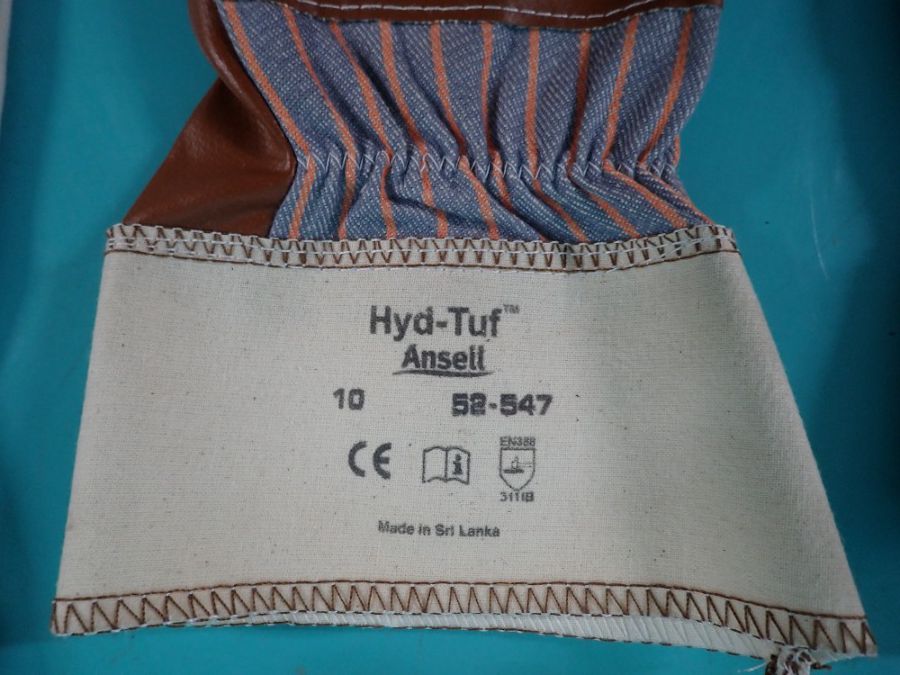 Hyd-Tuf™
Ansell
10 52-547
CE
EN388
3111B
Made in Sri Lanka